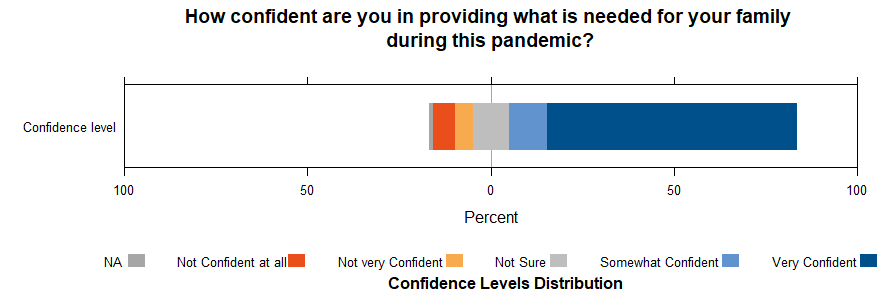 How confident are you in providing what is needed for your family
during this pandemic?
Confidence level
100 50 0 50 100
Percent
NA Not Confident at all Not very Confident Not Sure Somewhat Confident Very Confident
Confidence Levels Distribution